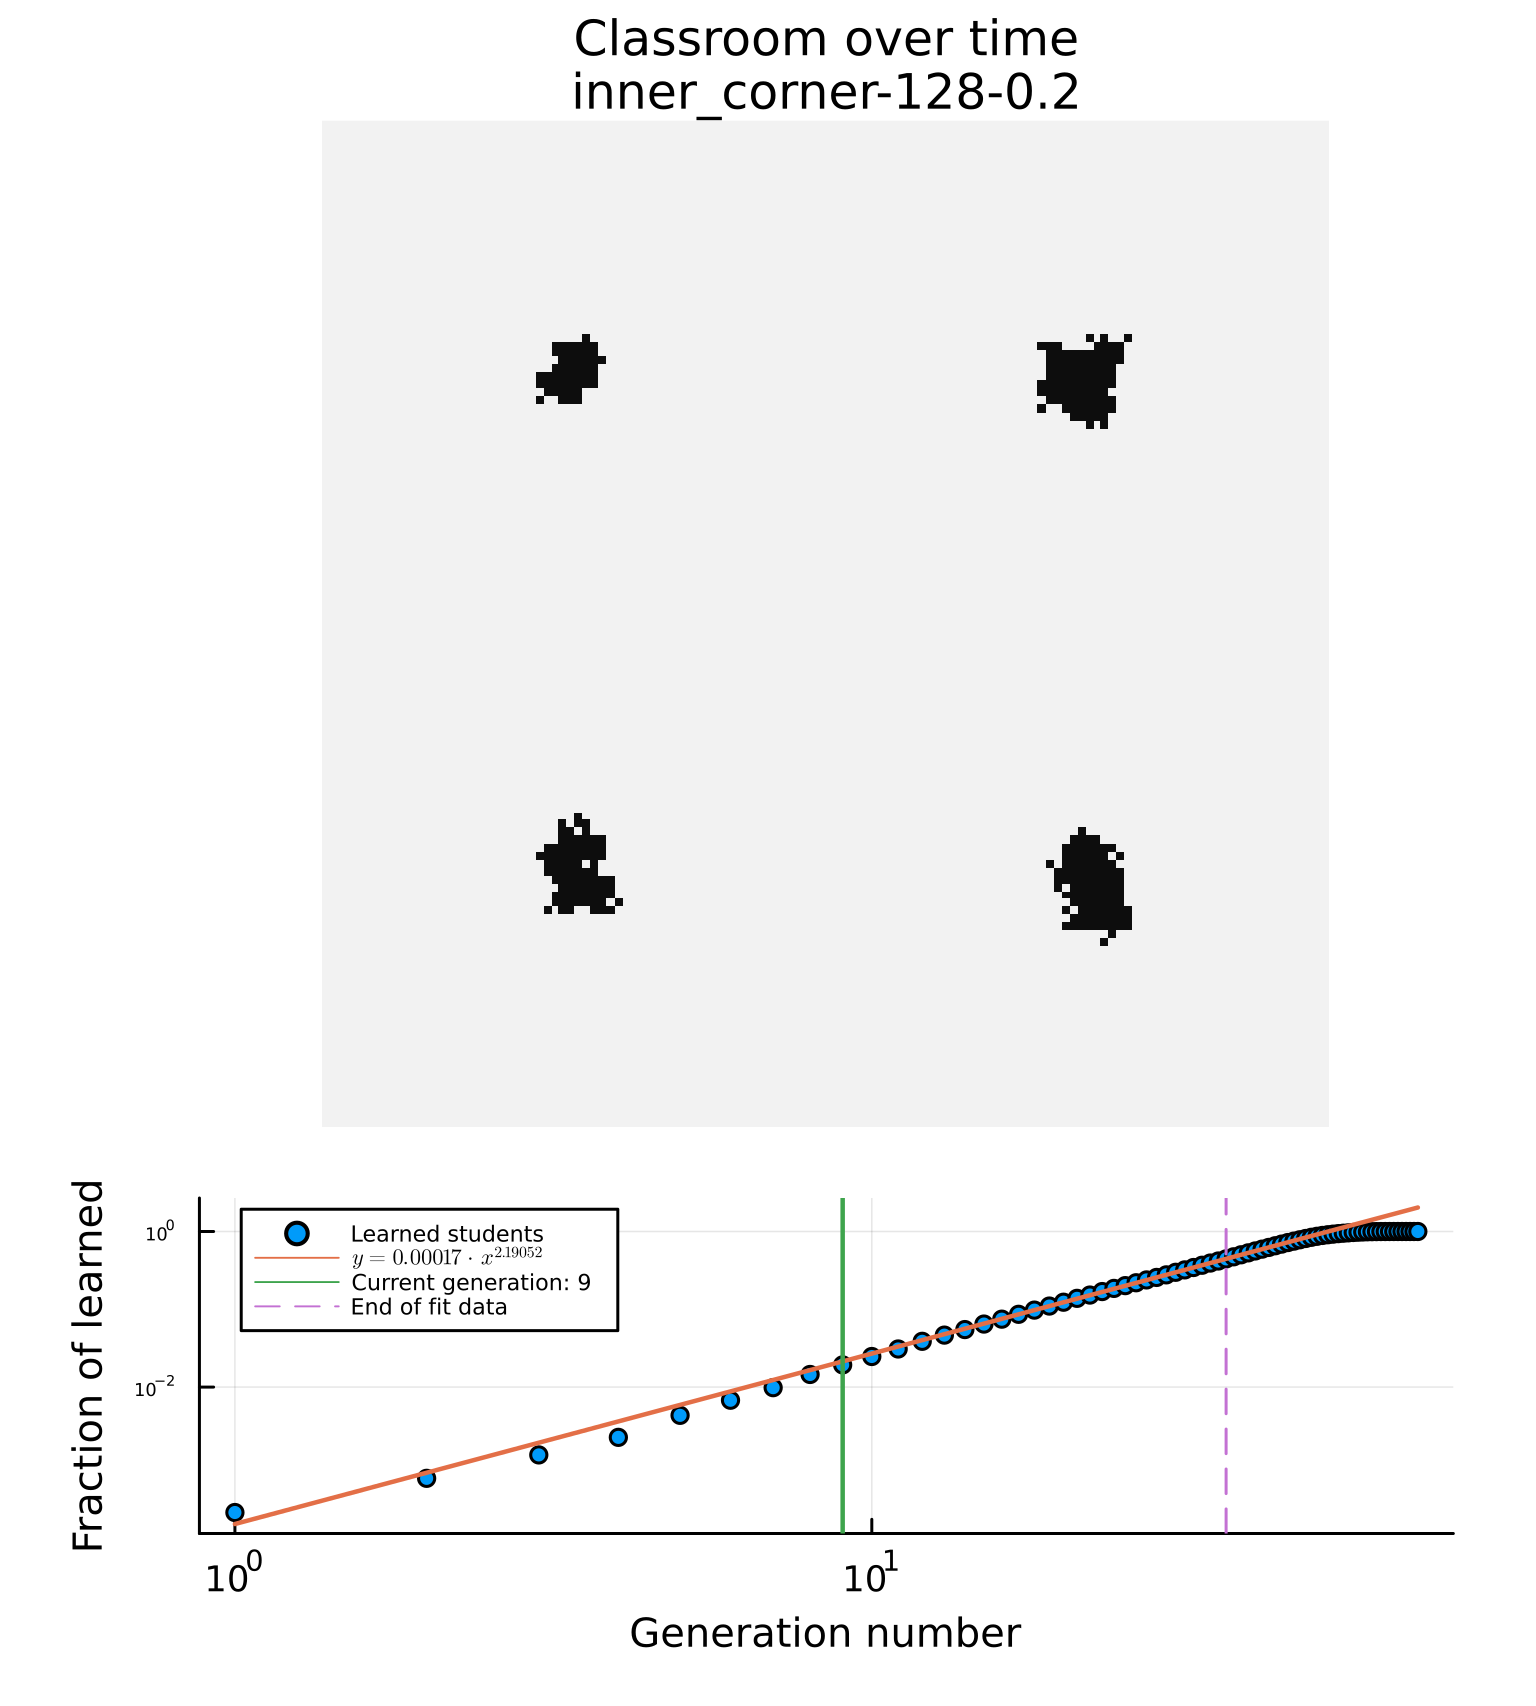 Classroom over time
inner_corner-128-0.2
Fraction of learned
10^0
10^-2
Learned students
y = 0.00017 · x^2.19052
Current generation: 9
End of fit data
10^0
10^1
Generation number